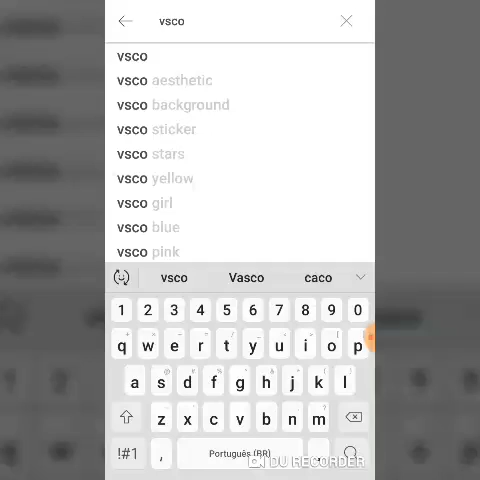 vsco
vsco
vsco aesthetic
vsco background
vsco sticker
vsco stars
vsco yellow
vsco girl
vsco blue
vsco pink
vsco Vasco caco
1 2 3 4 5 6 7 8 9 0
q w e r t y u i o p
a s d f g h j k l
z x c v b n m
!#1 , Português (BR) .
DU RECORDER